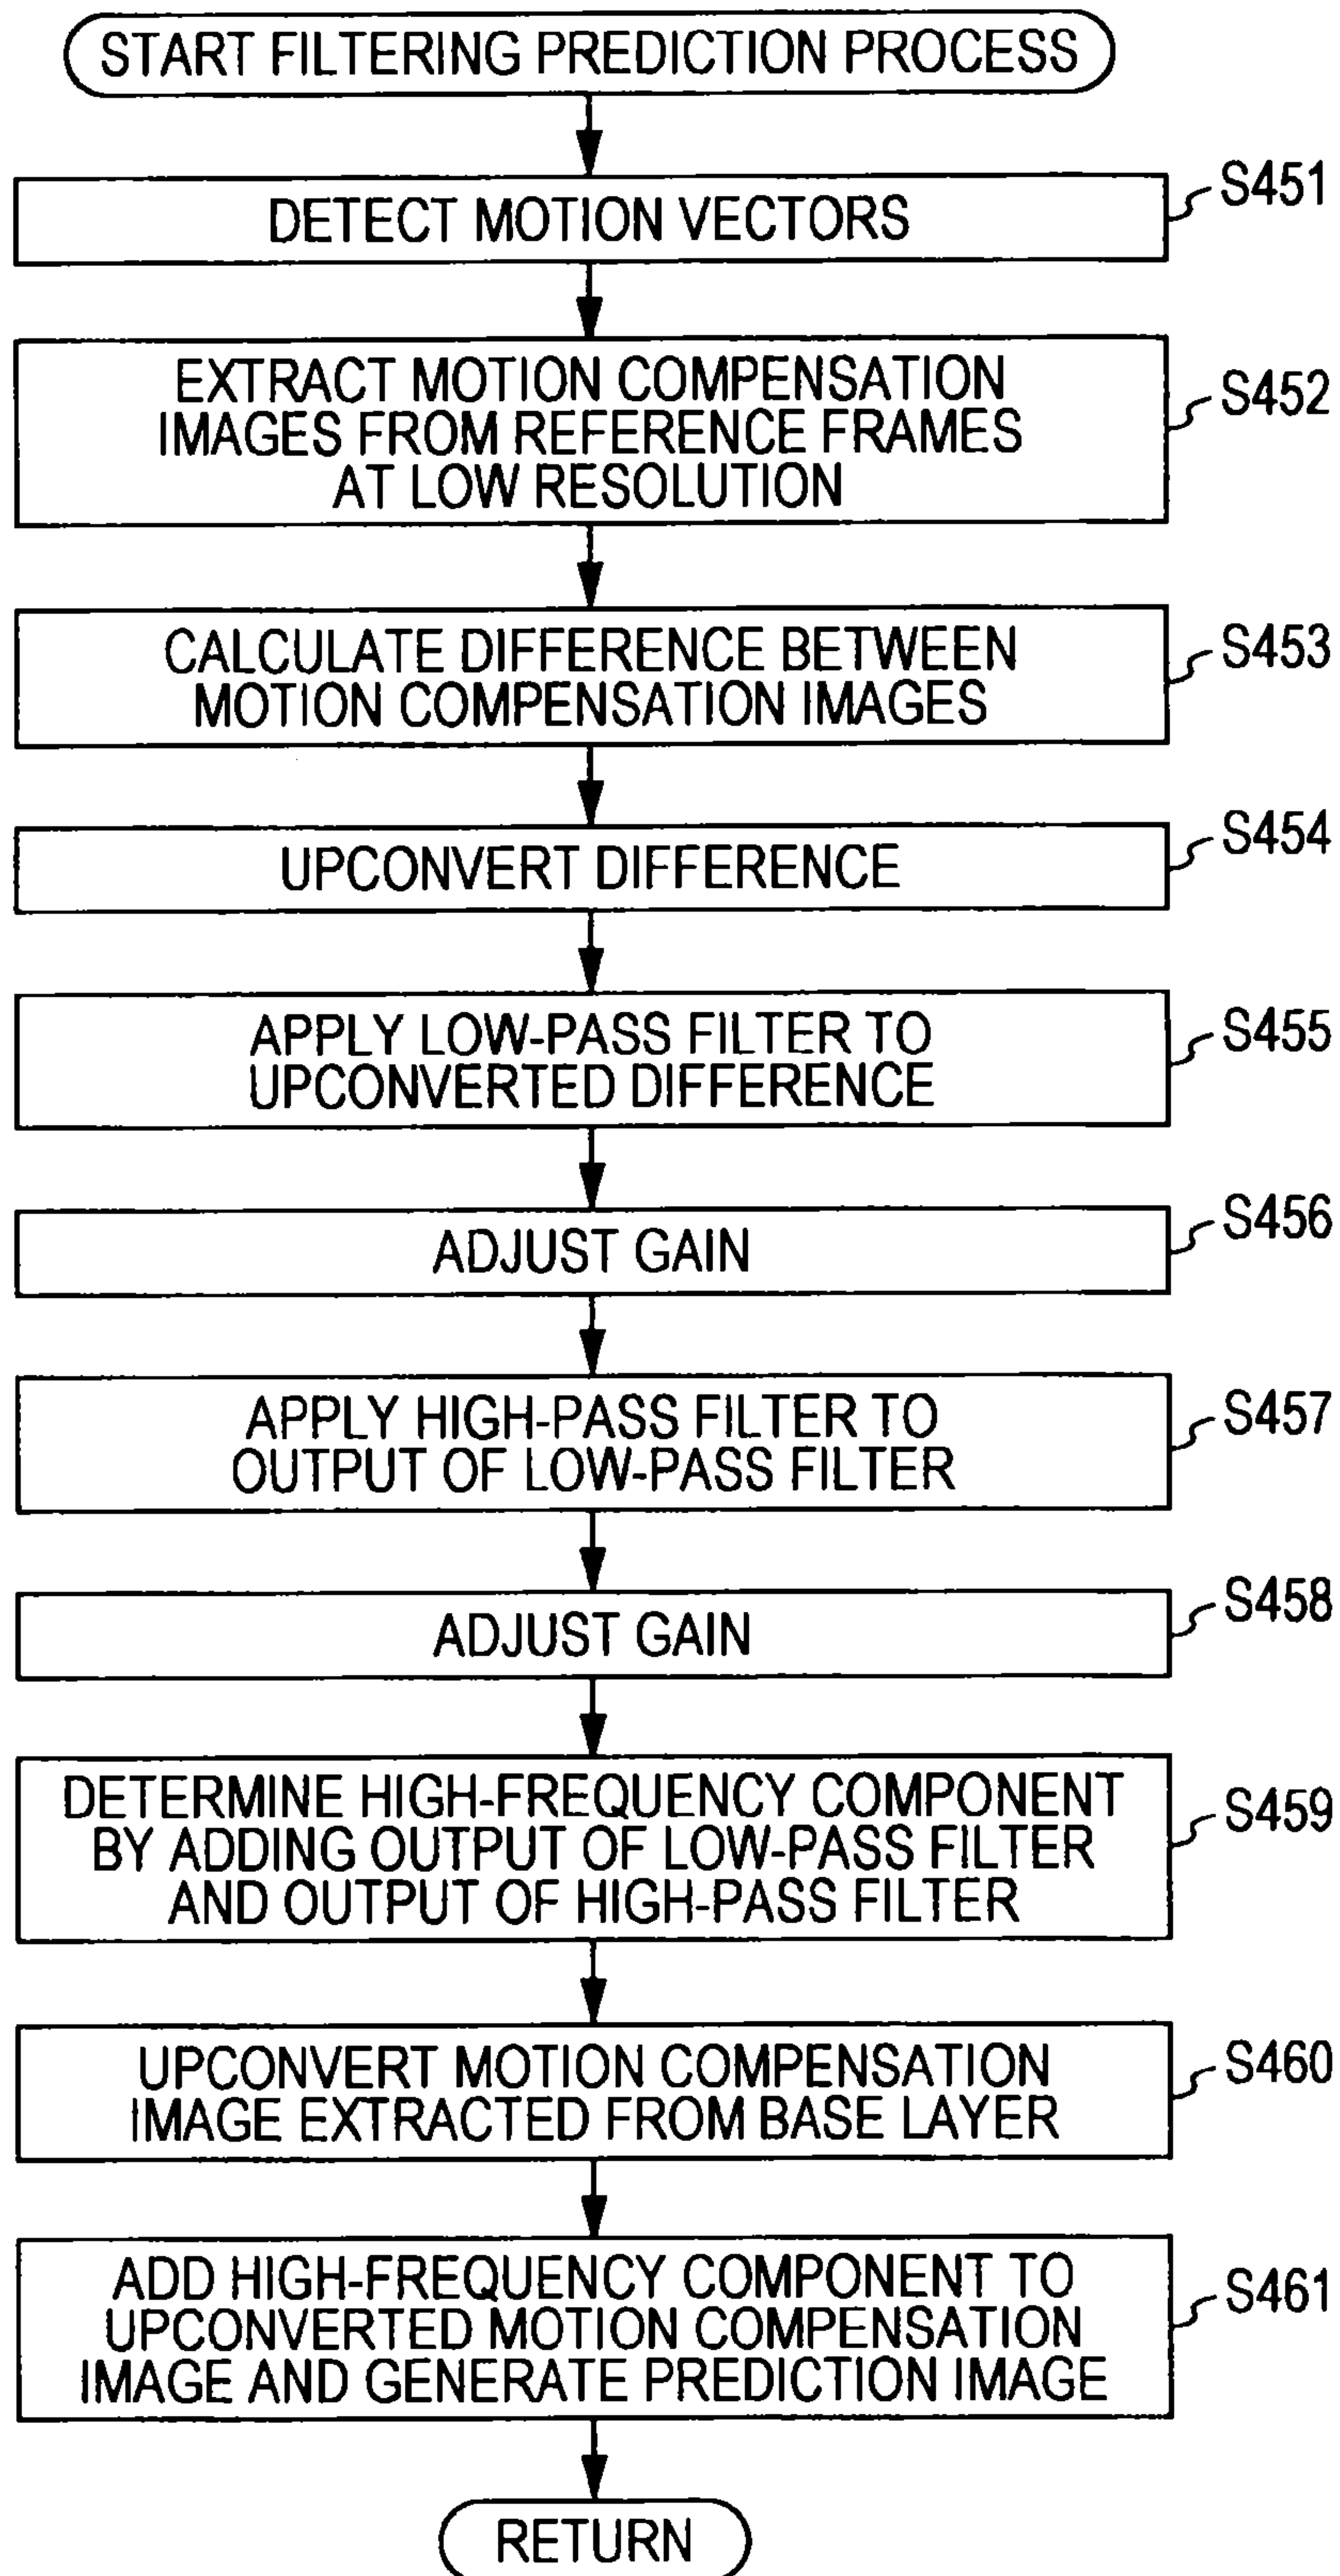 START FILTERING PREDICTION PROCESS
DETECT MOTION VECTORS
S451
EXTRACT MOTION COMPENSATION
IMAGES FROM REFERENCE FRAMES
AT LOW RESOLUTION
S452
CALCULATE DIFFERENCE BETWEEN
MOTION COMPENSATION IMAGES
S453
UPCONVERT DIFFERENCE
S454
APPLY LOW-PASS FILTER TO
UPCONVERTED DIFFERENCE
S455
ADJUST GAIN
S456
APPLY HIGH-PASS FILTER TO
OUTPUT OF LOW-PASS FILTER
S457
ADJUST GAIN
S458
DETERMINE HIGH-FREQUENCY COMPONENT
BY ADDING OUTPUT OF LOW-PASS FILTER
AND OUTPUT OF HIGH-PASS FILTER
S459
UPCONVERT MOTION COMPENSATION
IMAGE EXTRACTED FROM BASE LAYER
S460
ADD HIGH-FREQUENCY COMPONENT TO
UPCONVERTED MOTION COMPENSATION
IMAGE AND GENERATE PREDICTION IMAGE
S461
RETURN